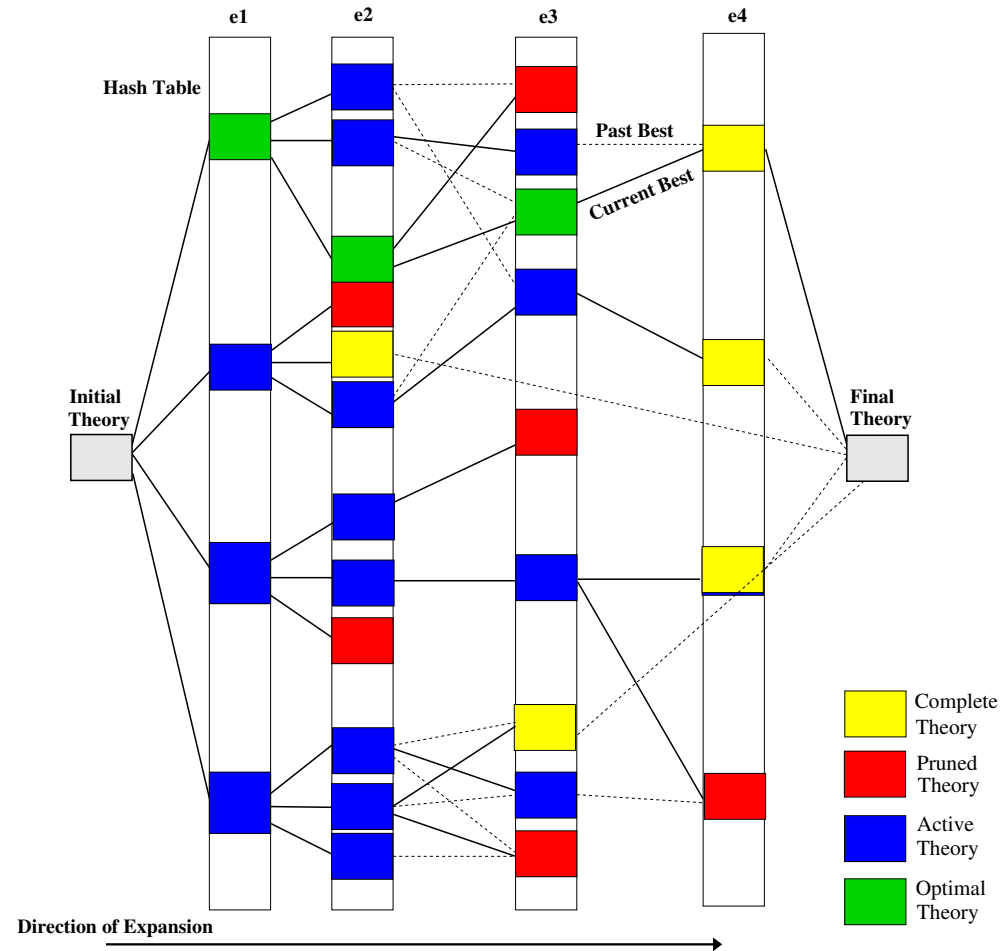 e1
e2
e3
e4
Hash Table
Past Best
Current Best
Initial
Theory
Final
Theory
Complete
Theory
Pruned
Theory
Active
Theory
Optimal
Theory
Direction of Expansion